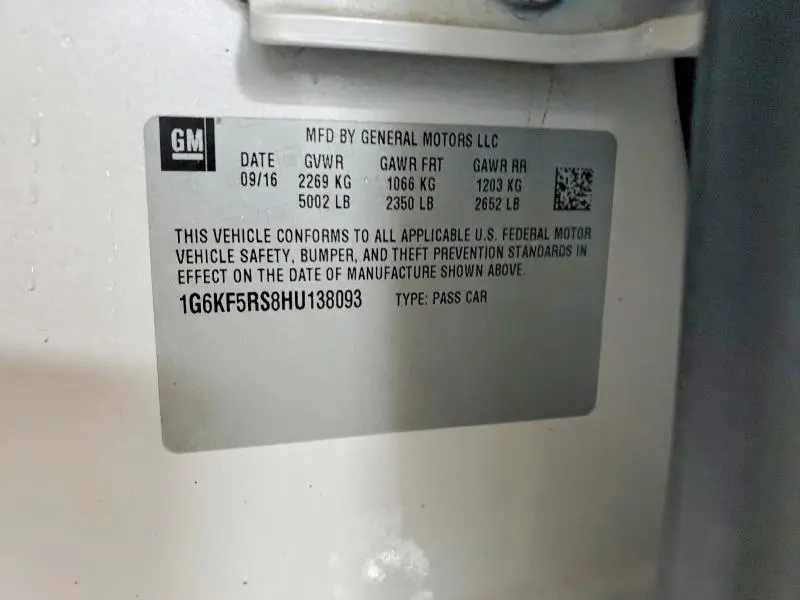 GM
MFD BY GENERAL MOTORS LLC
DATE GVWR GAWR FRT GAWR RR
09/16 2269 KG 1066 KG 1203 KG
5002 LB 2350 LB 2652 LB
THIS VEHICLE CONFORMS TO ALL APPLICABLE U.S. FEDERAL MOTOR
VEHICLE SAFETY, BUMPER, AND THEFT PREVENTION STANDARDS IN
EFFECT ON THE DATE OF MANUFACTURE SHOWN ABOVE.
1G6KF5RS8HU138093 TYPE: PASS CAR